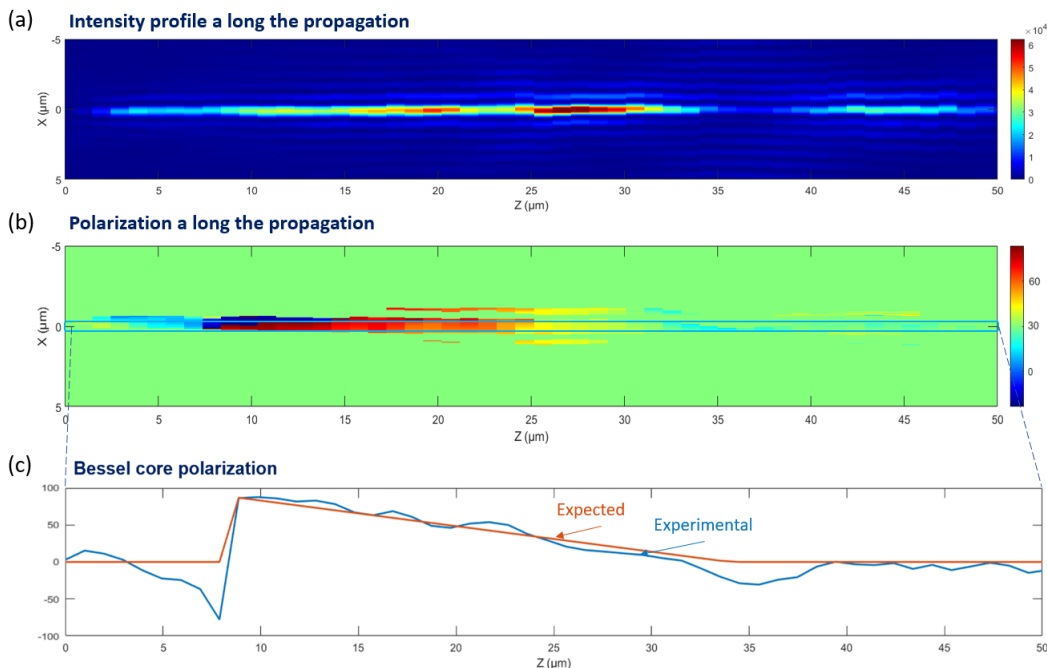 (a) Intensity profile a long the propagation
×10⁴
-5
0
5
X (µm)
0 5 10 15 20 25 30 35 40 45 50
Z (µm)
6
5
4
3
2
1
0
(b) Polarization a long the propagation
-5
0
5
X (µm)
0 5 10 15 20 25 30 35 40 45 50
Z (µm)
60
30
0
(c) Bessel core polarization
100
50
0
-50
-100
Expected
Experimental
0 5 10 15 20 25 30 35 40 45 50
Z (µm)